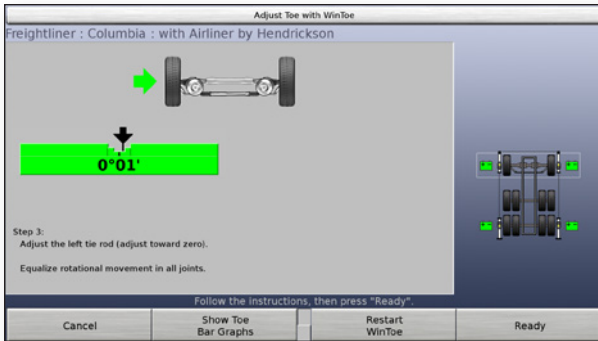 Adjust Toe with WinToe
Freightliner : Columbia : with Airliner by Hendrickson
0°01'
Step 3:
Adjust the left tie rod (adjust toward zero).
Equalize rotational movement in all joints.
Follow the instructions, then press "Ready".
Cancel
Show Toe
Bar Graphs
Restart
WinToe
Ready